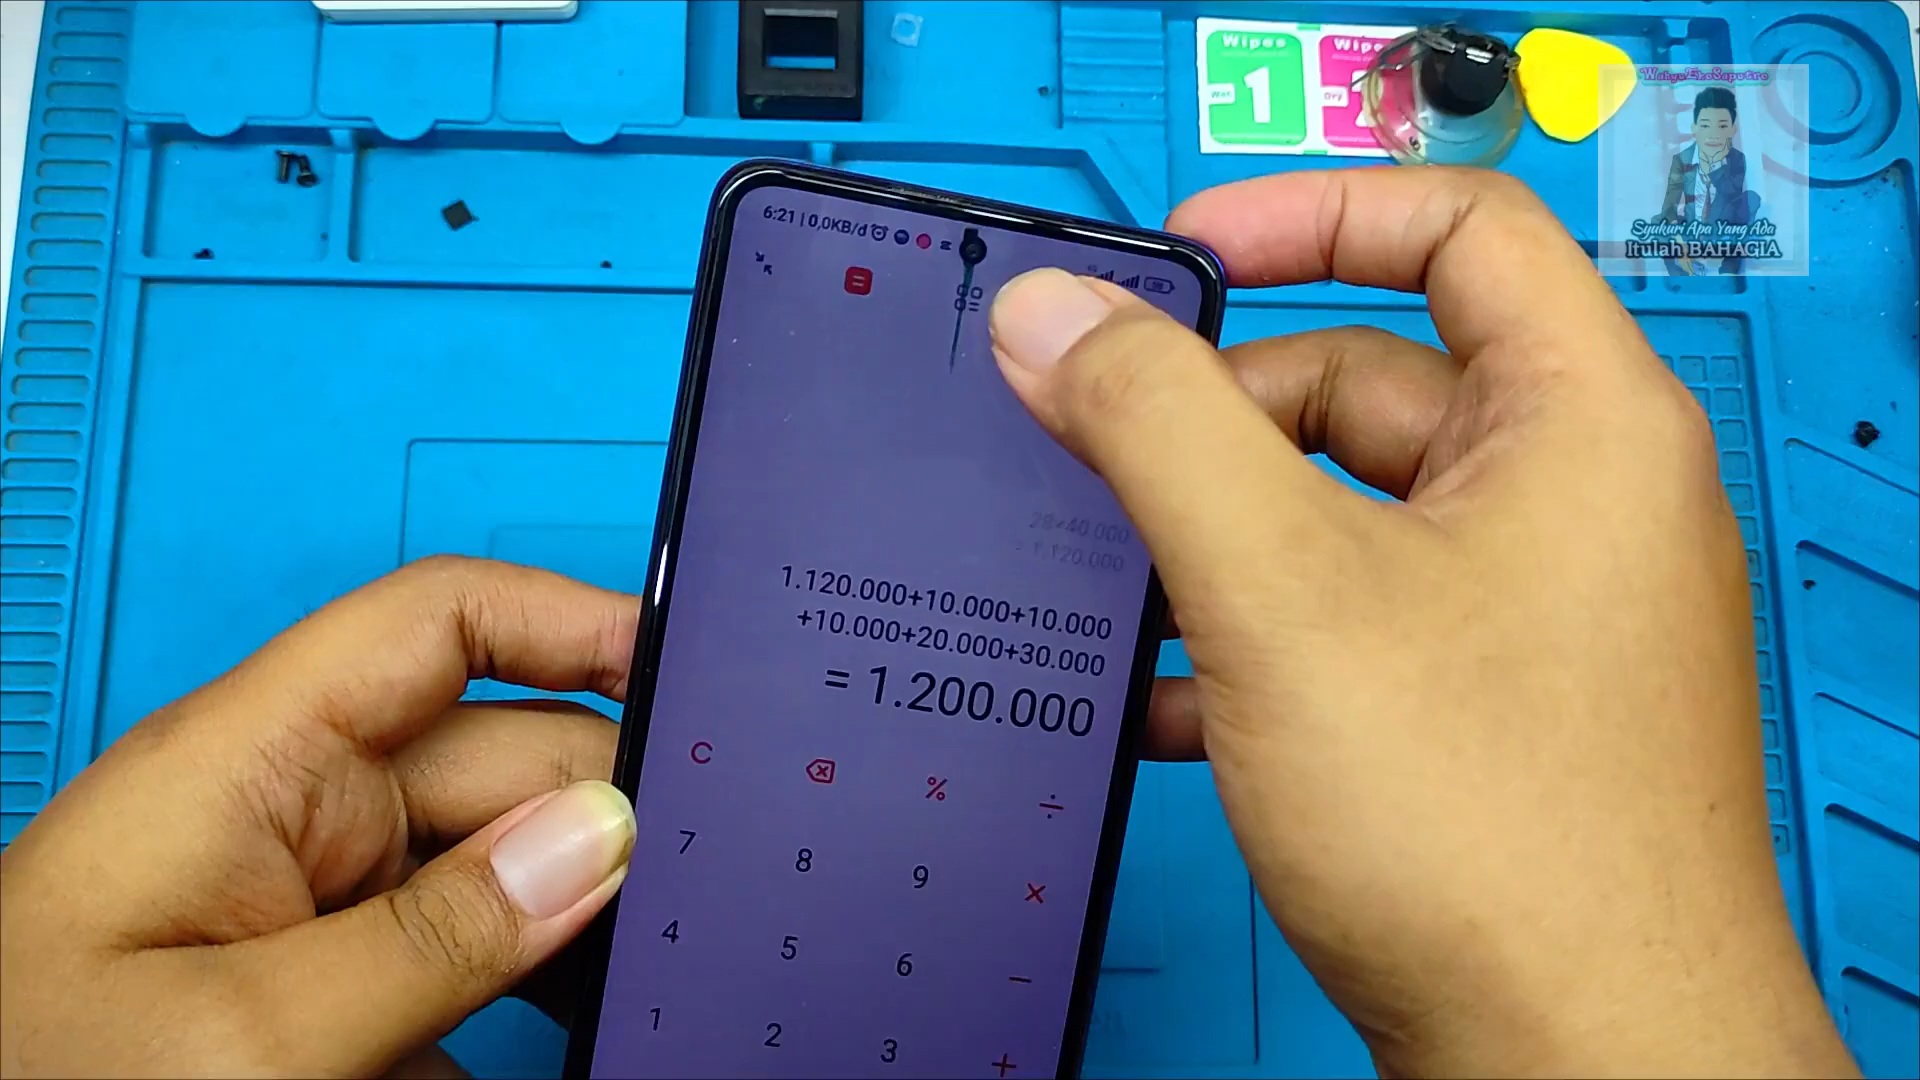 Wipes
1
Wet
Wipe
Dry
WahyuEkoSaputro
Syukuri Apa Yang Ada
Itulah BAHAGIA
6:21 | 0,0KB/d
28×40.000
= 1.120.000
1.120.000+10.000+10.000
+10.000+20.000+30.000
= 1.200.000
C % ÷
7 8 9 ×
4 5 6 −
1 2 3 +